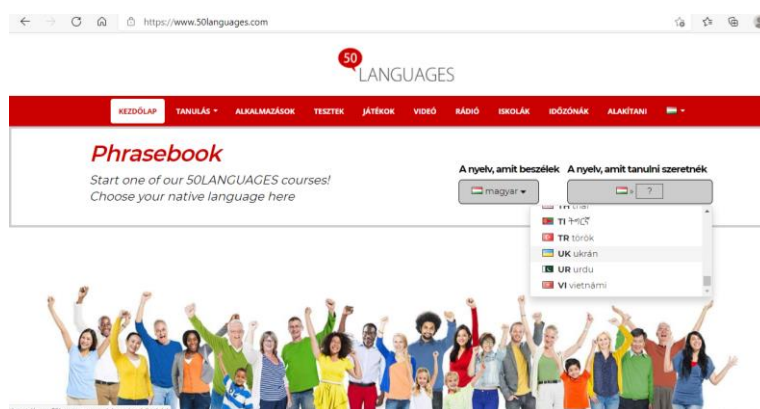 https://www.50languages.com
50
LANGUAGES
KEZDŐLAP TANULÁS ALKALMAZÁSOK TESZTEK JÁTÉKOK VIDEÓ RÁDIÓ ISKOLÁK IDŐZÓNÁK ALAKÍTANI
Phrasebook
Start one of our 50LANGUAGES courses!
Choose your native language here
A nyelv, amit beszélek A nyelv, amit tanulni szeretnék
magyar » ?
TH thai
TI ትግርኛ
TR török
UK ukrán
UR urdu
VI vietnámi